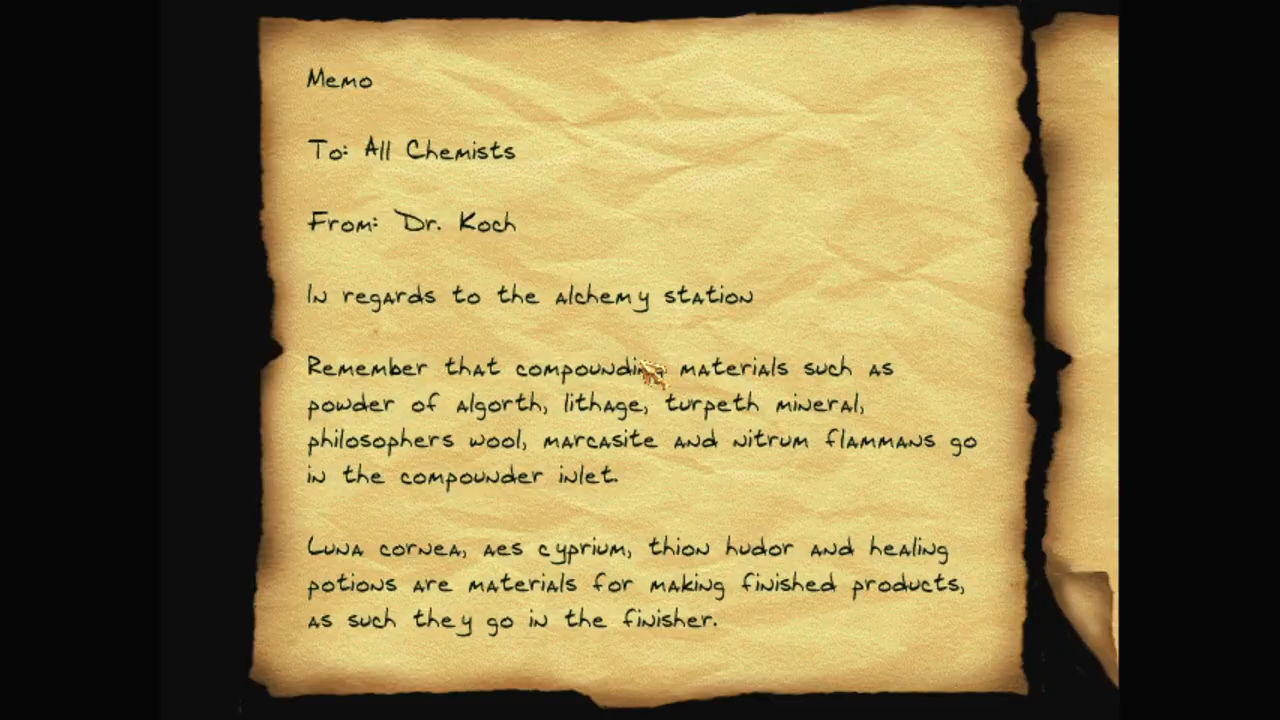 Memo
To: All Chemists
From: Dr. Koch
In regards to the alchemy station
Remember that compounding materials such as
powder of algorth, lithage, turpeth mineral,
philosophers wool, marcasite and nitrum flammans go
in the compounder inlet.
Luna cornea, aes cyprium, thion hudor and healing
potions are materials for making finished products,
as such they go in the finisher.